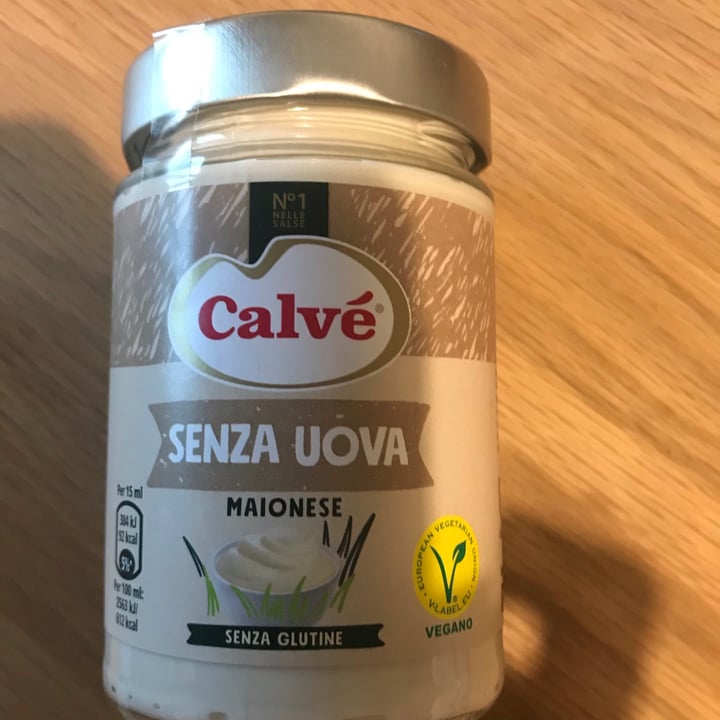 Nº1
NELLE
SALSE
Calvé®
SENZA UOVA
MAIONESE
Per 15 ml
384 kJ
92 kcal
5%*
Per 100 ml:
2563 kJ/
612 kcal
SENZA GLUTINE
EUROPEAN VEGETARIAN UNION
V-LABEL.EU
®
VEGANO